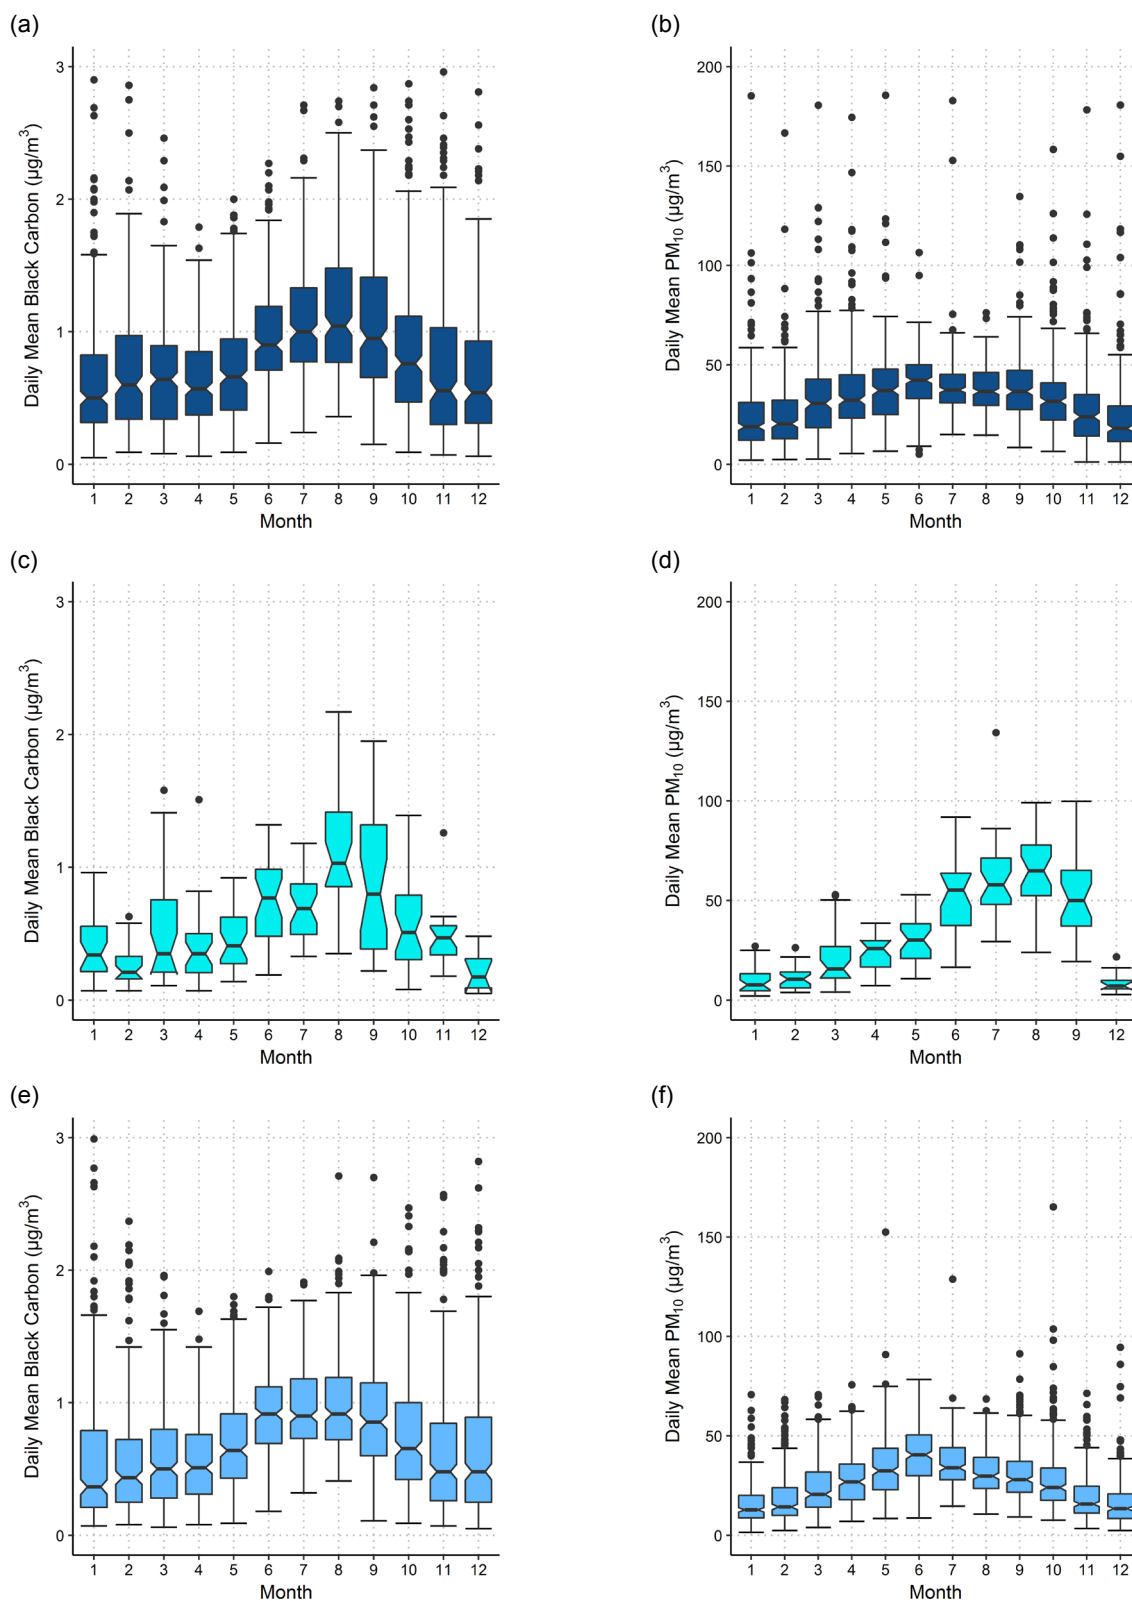 (a)
(b)
Daily Mean Black Carbon (µg/m³)
3
2
1
0
1 2 3 4 5 6 7 8 9 10 11 12
Month
Daily Mean PM₁₀ (µg/m³)
200
150
100
50
0
1 2 3 4 5 6 7 8 9 10 11 12
Month
(c)
(d)
Daily Mean Black Carbon (µg/m³)
3
2
1
0
1 2 3 4 5 6 7 8 9 10 11 12
Month
Daily Mean PM₁₀ (µg/m³)
200
150
100
50
0
1 2 3 4 5 6 7 8 9 12
Month
(e)
(f)
Daily Mean Black Carbon (µg/m³)
3
2
1
0
1 2 3 4 5 6 7 8 9 10 11 12
Month
Daily Mean PM₁₀ (µg/m³)
200
150
100
50
0
1 2 3 4 5 6 7 8 9 10 11 12
Month